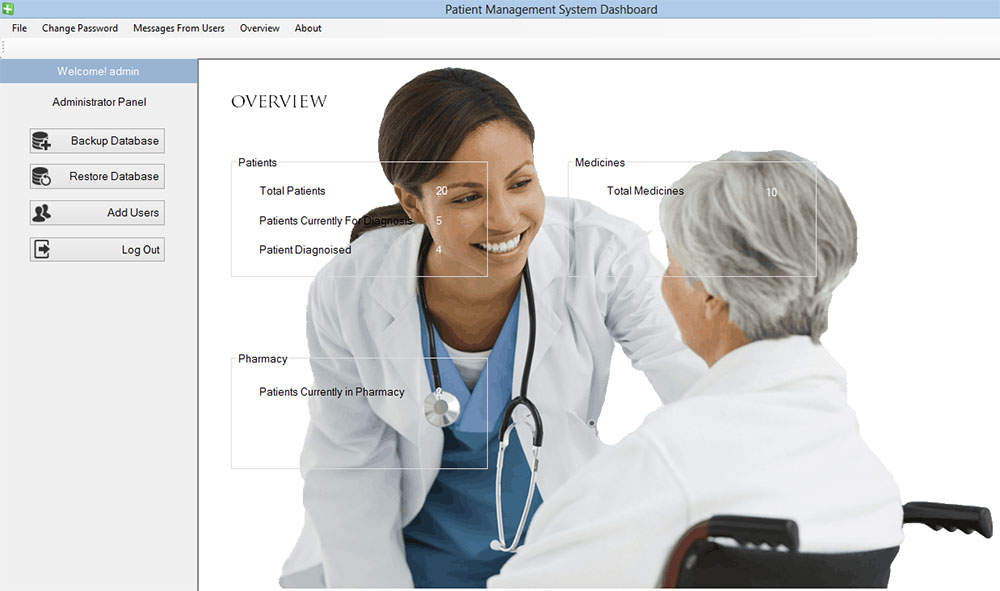 Patient Management System Dashboard
File Change Password Messages From Users Overview About
Welcome! admin
Administrator Panel
Backup Database
Restore Database
Add Users
Log Out
OVERVIEW
Patients
Total Patients 20
Patients Currently For Diagnosis 5
Patient Diagnoised 4
Medicines
Total Medicines 10
Pharmacy
Patients Currently in Pharmacy